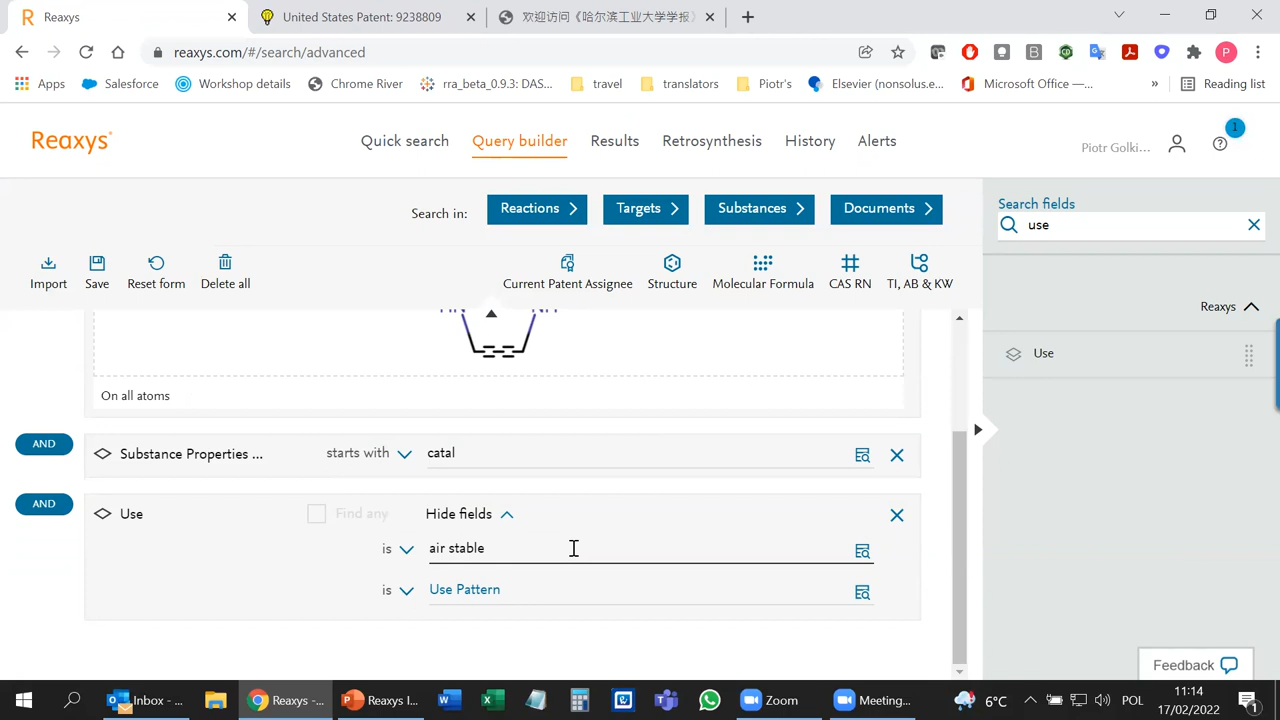 Reaxys
United States Patent: 9238809
欢迎访问《哈尔滨工业大学学报》
reaxys.com/#/search/advanced
Apps
Salesforce
Workshop details
Chrome River
rra_beta_0.9.3: DAS...
travel
translators
Piotr's
Elsevier (nonsolus.e...
Microsoft Office —...
»
Reading list
Reaxys
Quick search
Query builder
Results
Retrosynthesis
History
Alerts
Piotr Golki...
1
Search in:
Reactions
Targets
Substances
Documents
Search fields
use
Import
Save
Reset form
Delete all
Current Patent Assignee
Structure
Molecular Formula
CAS RN
TI, AB & KW
Reaxys
Use
On all atoms
AND
Substance Properties ...
starts with
catal
AND
Use
Find any
Hide fields
is
air stable
is
Use Pattern
Feedback
Inbox - ...
Reaxys -...
Reaxys I...
Zoom
Meeting...
6°C
POL
11:14
17/02/2022
1